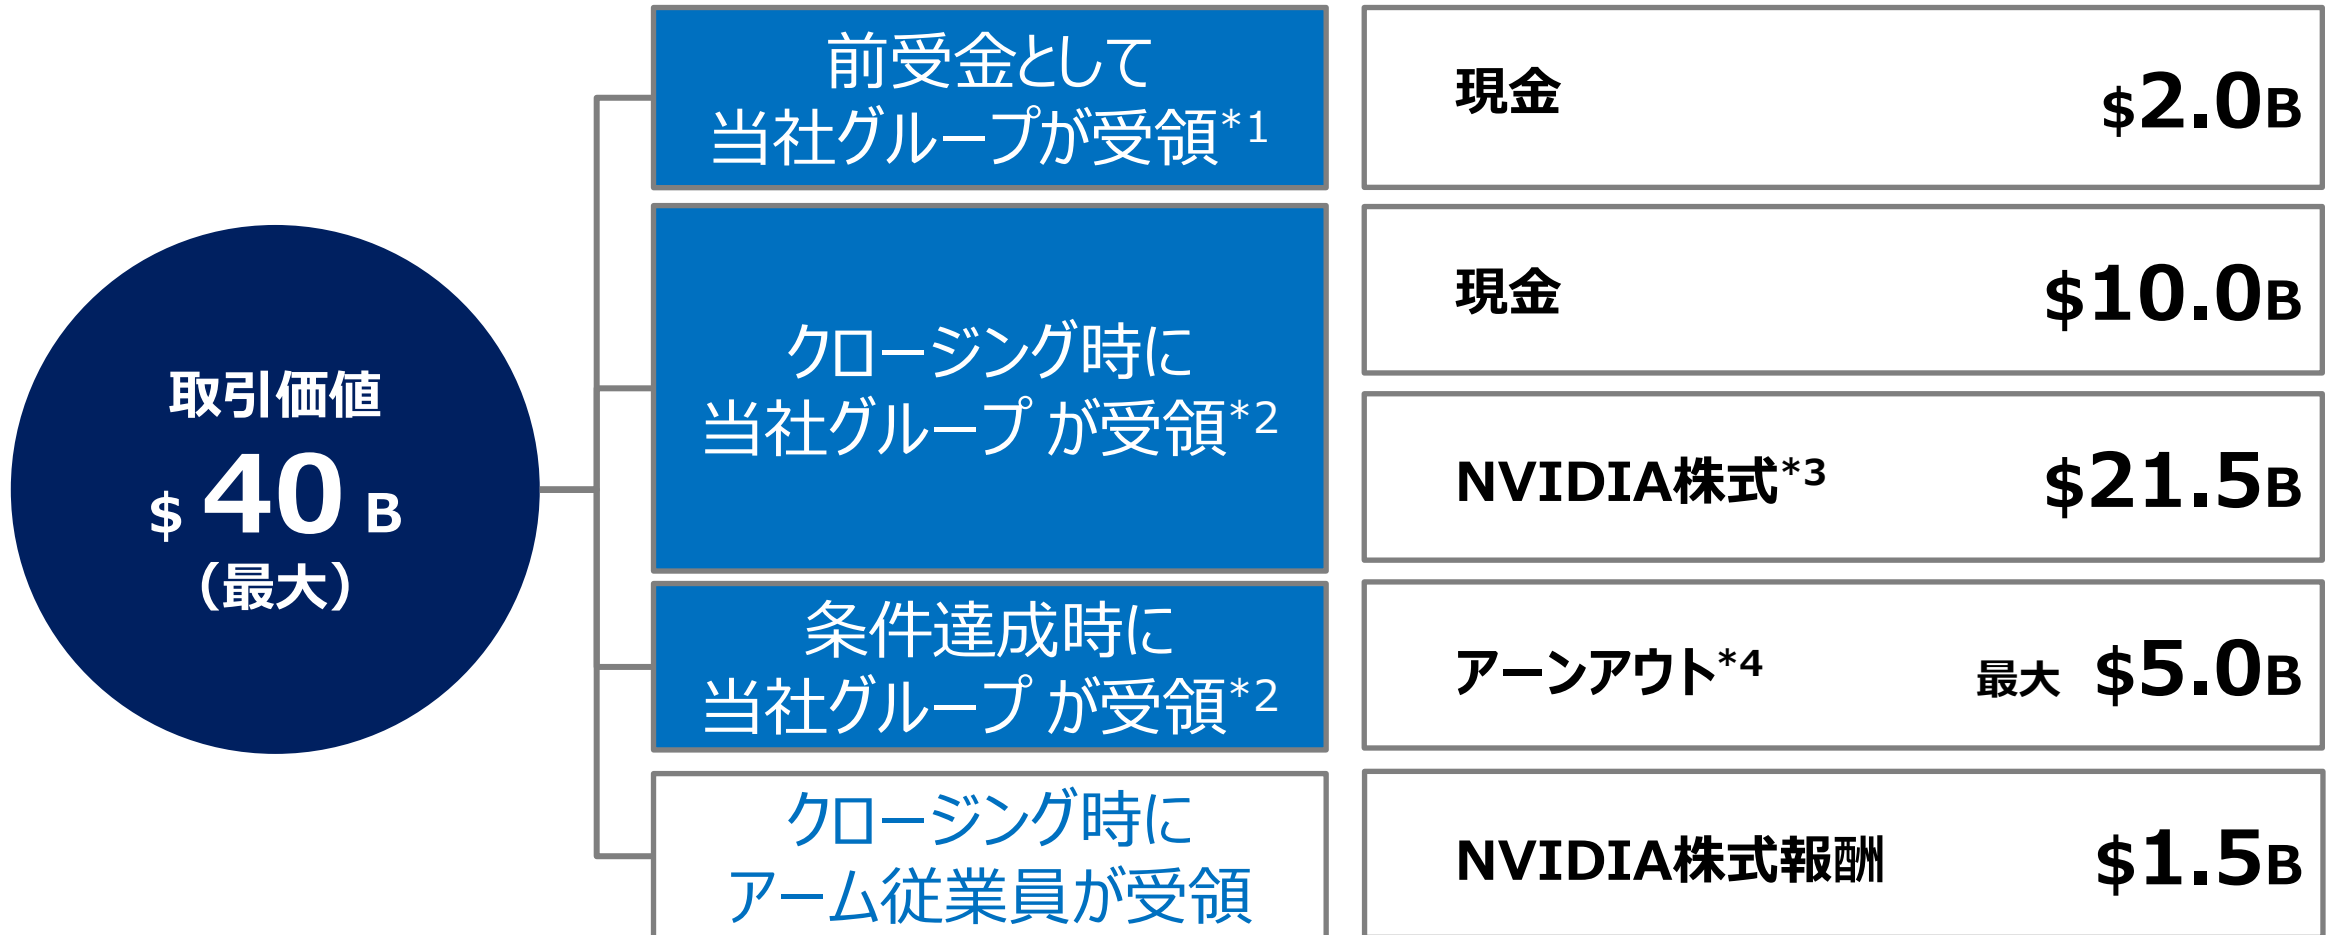 取引価値
$ 40 B
（最大）
前受金として
当社グループが受領*1
現金 $2.0B
クロージング時に
当社グループ が受領*2
現金 $10.0B
NVIDIA株式*3 $21.5B
条件達成時に
当社グループ が受領*2
アーンアウト*4 最大 $5.0B
クロージング時に
アーム従業員が受領
NVIDIA株式報酬 $1.5B